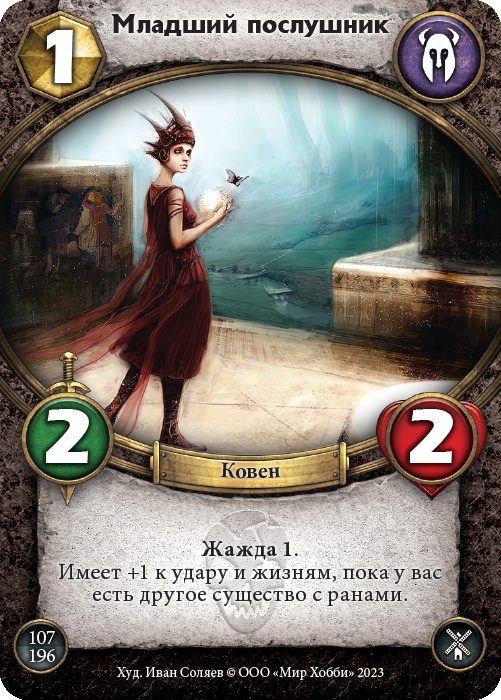 1
Младший послушник
2
2
Ковен
Жажда 1.
Имеет +1 к удару и жизням, пока у вас
есть другое существо с ранами.
107
196
Худ. Иван Соляев © ООО «Мир Хобби» 2023